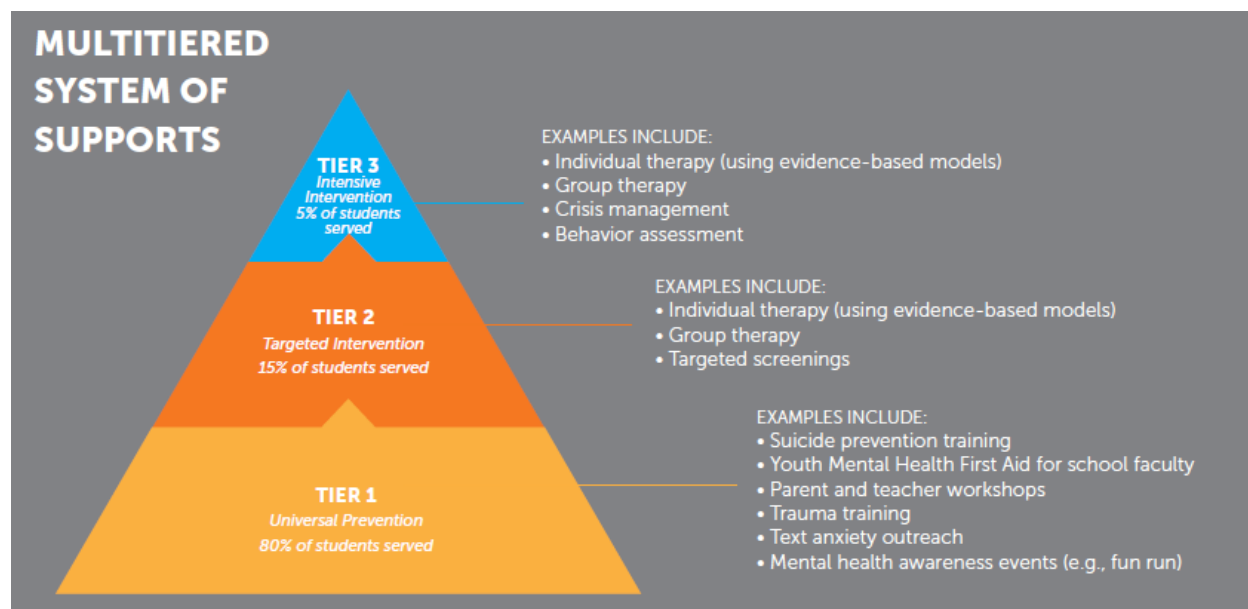 MULTITIERED
SYSTEM OF
SUPPORTS
TIER 3
Intensive
Intervention
5% of students
served
EXAMPLES INCLUDE:
• Individual therapy (using evidence-based models)
• Group therapy
• Crisis management
• Behavior assessment
TIER 2
Targeted Intervention
15% of students served
EXAMPLES INCLUDE:
• Individual therapy (using evidence-based models)
• Group therapy
• Targeted screenings
TIER 1
Universal Prevention
80% of students served
EXAMPLES INCLUDE:
• Suicide prevention training
• Youth Mental Health First Aid for school faculty
• Parent and teacher workshops
• Trauma training
• Text anxiety outreach
• Mental health awareness events (e.g., fun run)